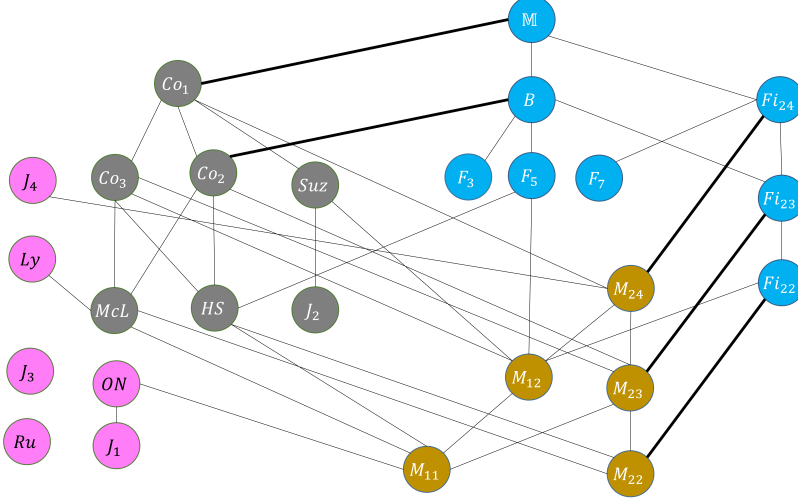 𝕄
Co₁
B
Fi₂₄
J₄
Co₃
Co₂
Suz
F₃
F₅
F₇
Fi₂₃
Ly
McL
HS
J₂
M₂₄
Fi₂₂
J₃
ON
M₁₂
M₂₃
Ru
J₁
M₁₁
M₂₂